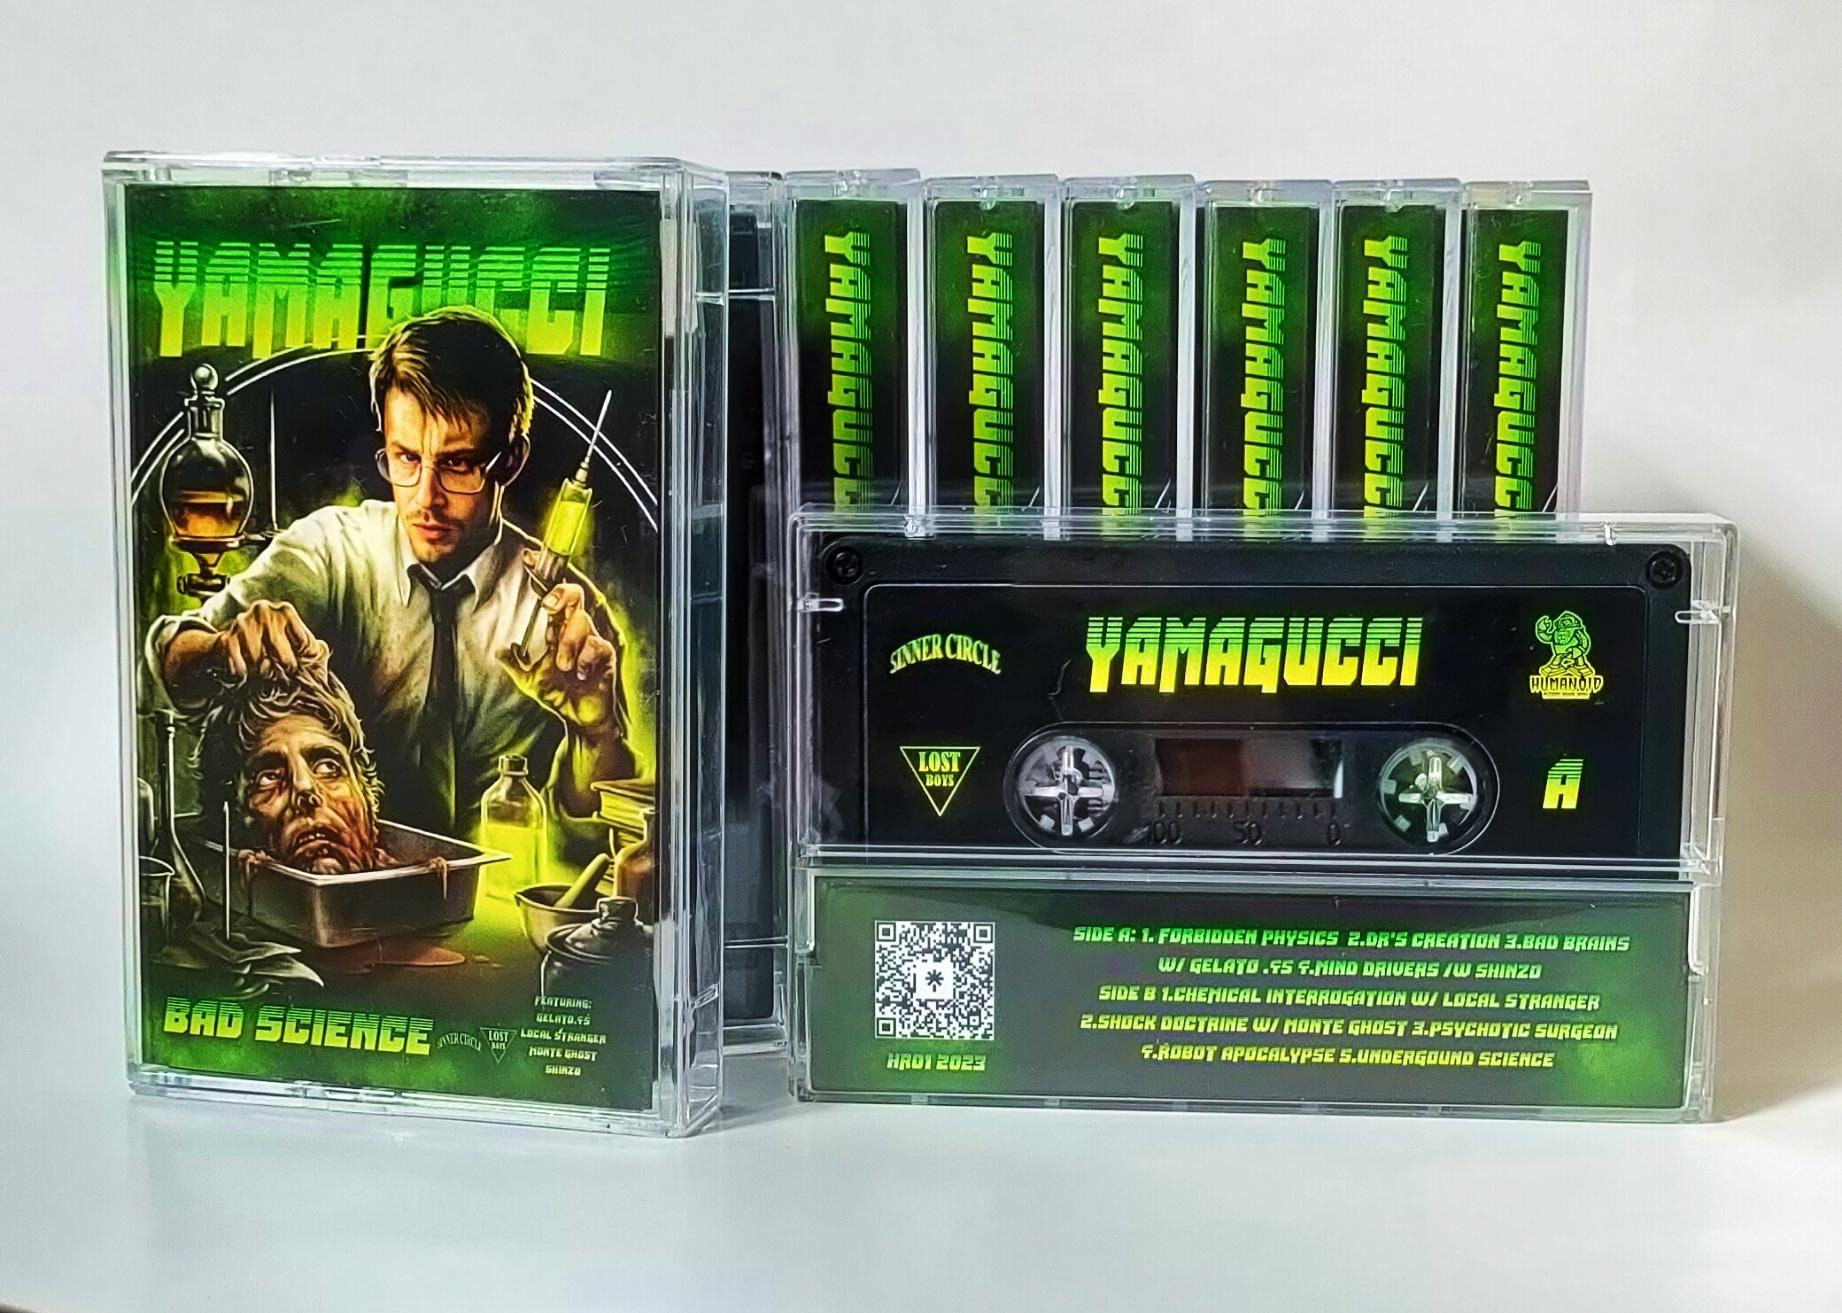 YAMAGUCCI
BAD SCIENCE
SINNER CIRCLE
LOST
BOYS
FEATURING:
GELATO.45
LOCAL STRANGER
MONTE GHOST
SHINZO
YAMAGUCCI
YAMAGUCCI
YAMAGUCCI
YAMAGUCCI
YAMAGUCCI
YAMAGUCCI
SINNER CIRCLE
YAMAGUCCI
HUMANOID
LOST
BOYS
A
100 50 0
SIDE A: 1. FORBIDDEN PHYSICS 2.DR'S CREATION 3.BAD BRAINS
W/ GELATO .45 4.MIND DRIVERS /W SHINZO
SIDE B 1.CHEMICAL INTERROGATION W/ LOCAL STRANGER
2.SHOCK DOCTRINE W/ MONTE GHOST 3.PSYCHOTIC SURGEON
4.ROBOT APOCALYPSE 5.UNDERGOUND SCIENCE
HR01 2023